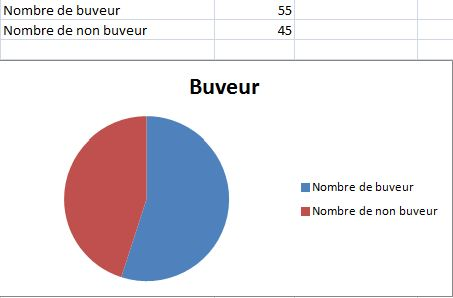 Nombre de buveur 55
Nombre de non buveur 45
Buveur
Nombre de buveur
Nombre de non buveur